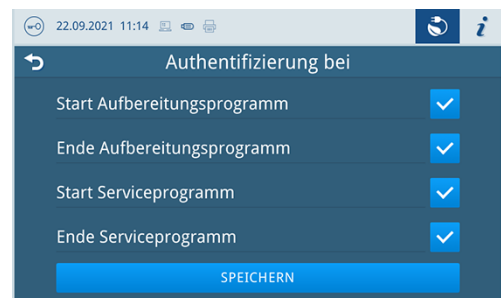 22.09.2021 11:14
Authentifizierung bei
Start Aufbereitungsprogramm
Ende Aufbereitungsprogramm
Start Serviceprogramm
Ende Serviceprogramm
SPEICHERN